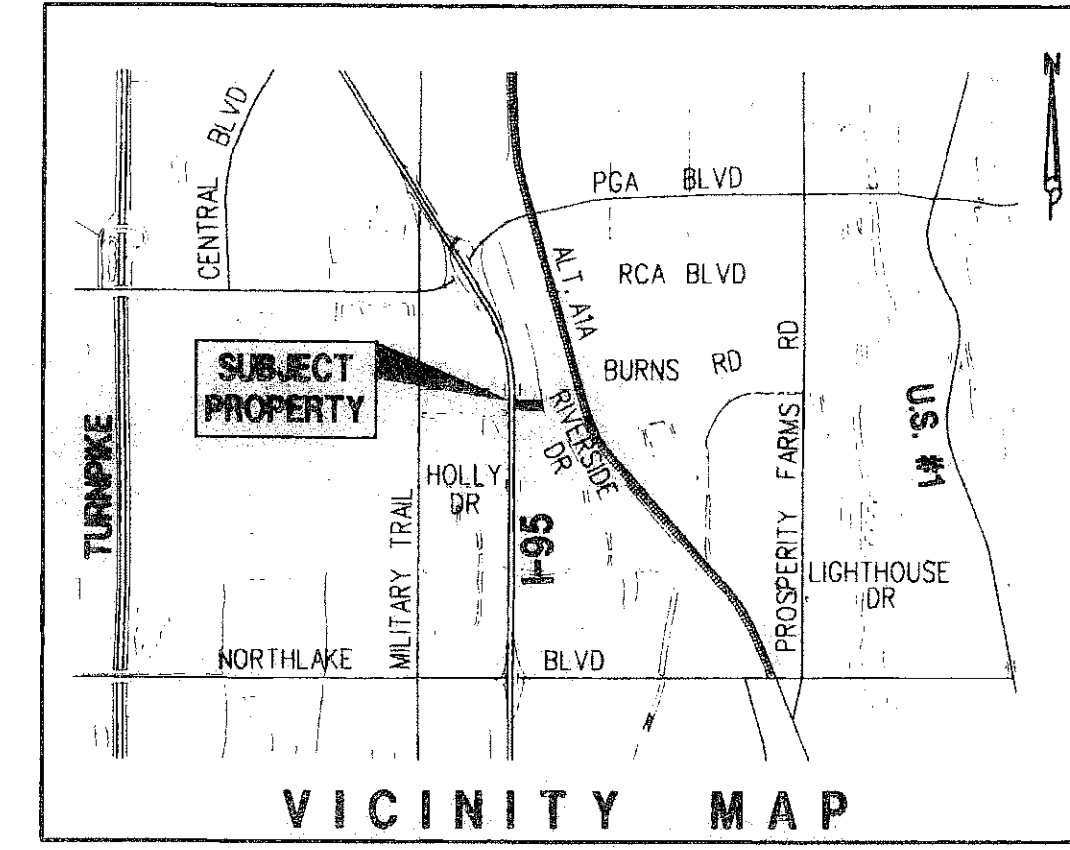 N
CENTRAL BLVD
PGA BLVD
ALT. A1A
RCA BLVD
SUBJECT
PROPERTY
BURNS RD
RIVERSIDE
DR
PROSPERITY FARMS RD
U.S. #1
TURNPIKE
HOLLY
DR
MILITARY TRAIL
I-95
LIGHTHOUSE
DR
NORTHLAKE BLVD
VICINITY MAP